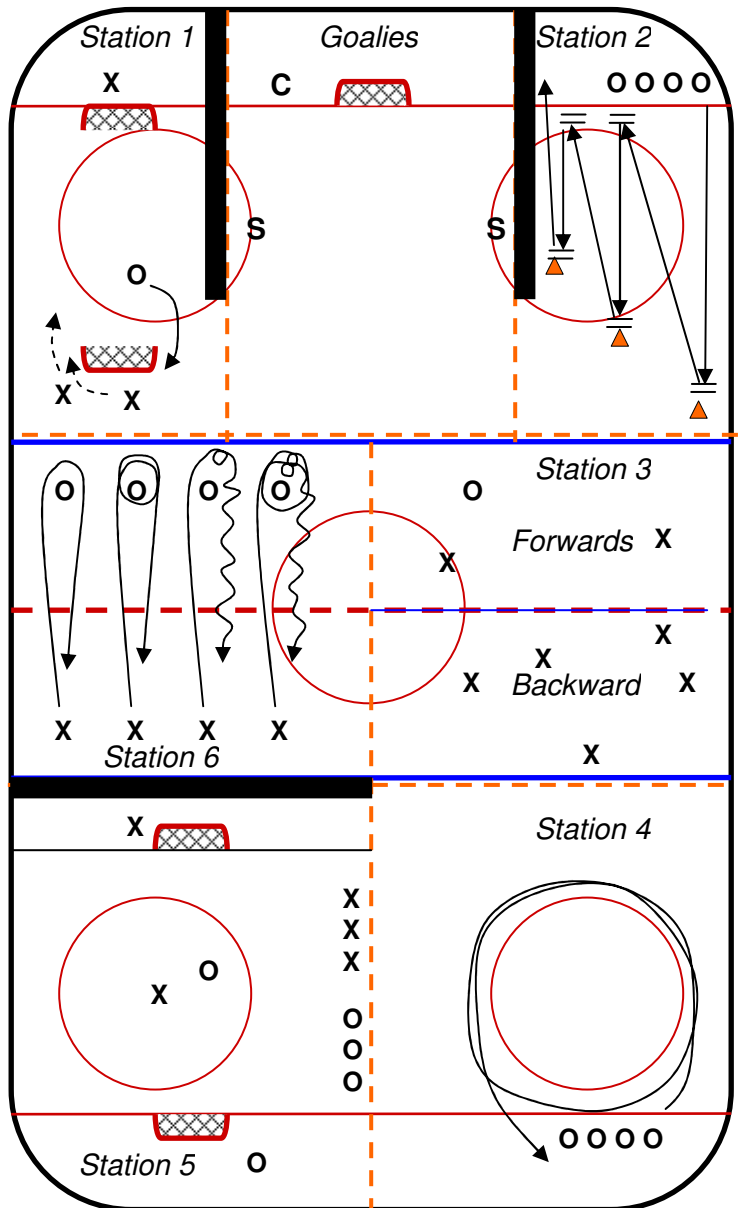 Station 1 Goalies Station 2
X C O O O O
S S
O
X X
Station 3
O O O O O
Forwards X
X
X
X
X Backward X
X X X X
X
Station 6
X
Station 4
X
X
X
O
X
O
O
O
O O O O
Station 5 O